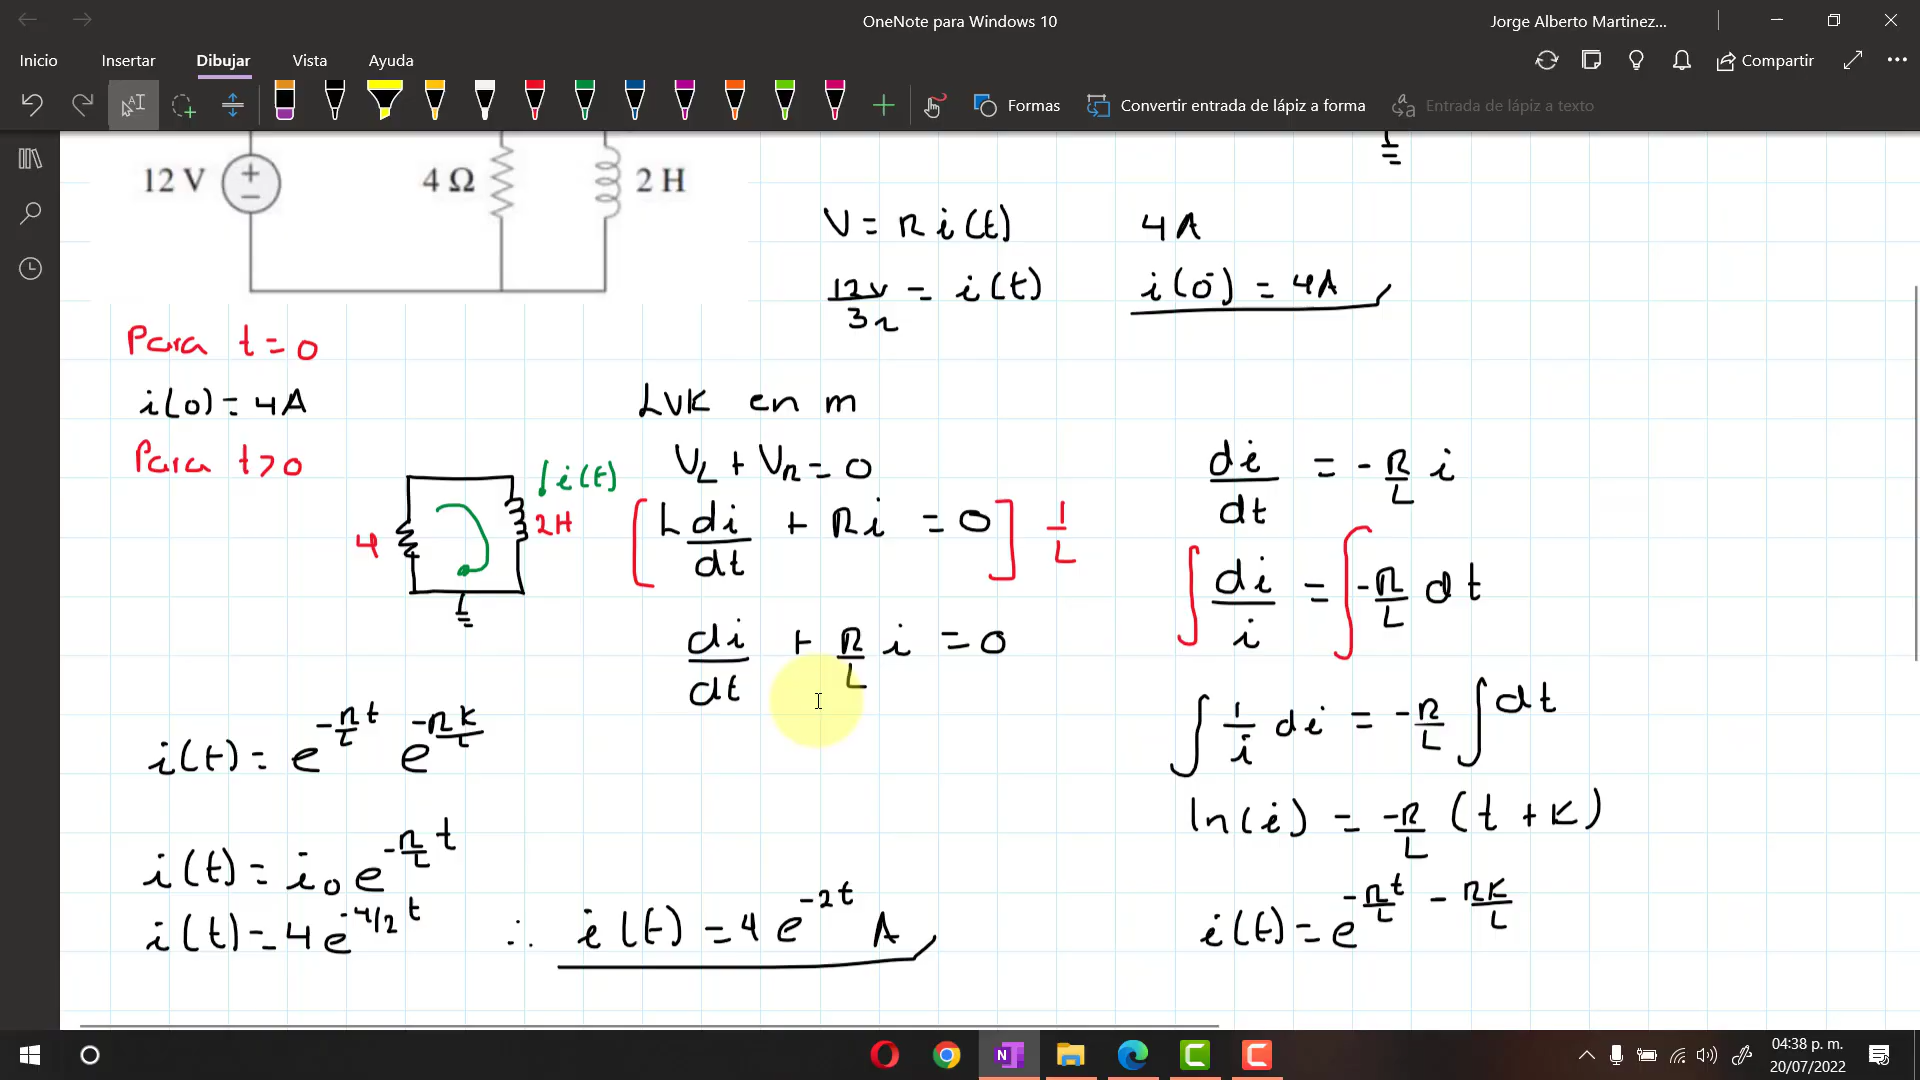 OneNote para Windows 10
Jorge Alberto Martinez...
Inicio Insertar Dibujar Vista Ayuda
Compartir
Formas
Convertir entrada de lápiz a forma
Entrada de lápiz a texto
12 V + − 4 Ω 2 H
V = R i(t)
12v/3Ω = i(t)
4A
i(0⁻) = 4A
Para t=0
i(0) = 4A
Para t>0
4
i(t)
2H
LVK en m
V_L + V_R = 0
[L di/dt + Ri = 0] 1/L
di/dt + R/L i = 0
di/dt = -R/L i
∫ di/i = ∫ -R/L dt
∫ 1/i di = -R/L ∫ dt
ln(i) = -R/L (t + K)
i(t) = e^(-R/L t - RK/L)
i(t) = e^(-R/L t) e^(-RK/L)
i(t) = i₀ e^(-R/L t)
i(t) = 4 e^(-4/2 t)
∴ i(t) = 4 e^(-2t) A
04:38 p. m.
20/07/2022